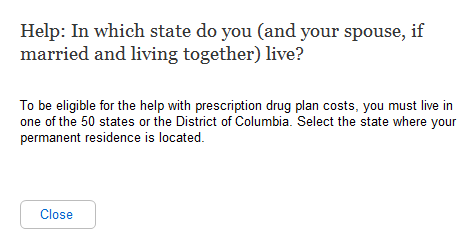 Help: In which state do you (and your spouse, if
married and living together) live?
To be eligible for the help with prescription drug plan costs, you must live in
one of the 50 states or the District of Columbia. Select the state where your
permanent residence is located.
Close